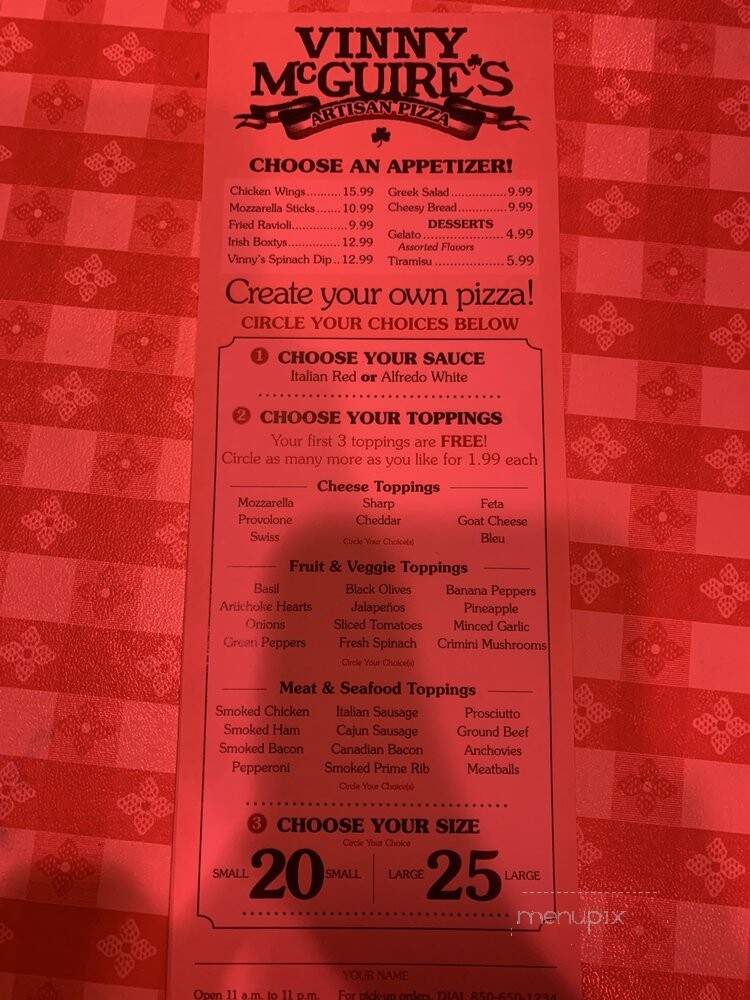 VINNY
McGUIRE'S
ARTISAN PIZZA
CHOOSE AN APPETIZER!
Chicken Wings..........15.99
Mozzarella Sticks.......10.99
Fried Ravioli................9.99
Irish Boxtys................12.99
Vinny's Spinach Dip..12.99
Greek Salad...............9.99
Cheesy Bread.............9.99
DESSERTS
Gelato........................4.99
Assorted Flavors
Tiramisu.....................5.99
Create your own pizza!
CIRCLE YOUR CHOICES BELOW
1 CHOOSE YOUR SAUCE
Italian Red or Alfredo White
2 CHOOSE YOUR TOPPINGS
Your first 3 toppings are FREE!
Circle as many more as you like for 1.99 each
Cheese Toppings
Mozzarella Sharp Feta
Provolone Cheddar Goat Cheese
Swiss Circle Your Choice(s) Bleu
Fruit & Veggie Toppings
Basil Black Olives Banana Peppers
Artichoke Hearts Jalapeños Pineapple
Onions Sliced Tomatoes Minced Garlic
Green Peppers Fresh Spinach Crimini Mushrooms
Circle Your Choice(s)
Meat & Seafood Toppings
Smoked Chicken Italian Sausage Prosciutto
Smoked Ham Cajun Sausage Ground Beef
Smoked Bacon Canadian Bacon Anchovies
Pepperoni Smoked Prime Rib Meatballs
Circle Your Choice(s)
3 CHOOSE YOUR SIZE
Circle Your Choice
SMALL 20 SMALL LARGE 25 LARGE
menupix
YOUR NAME
Open 11 a.m. to 11 p.m. For pick-up orders, DIAL 850-650-1234